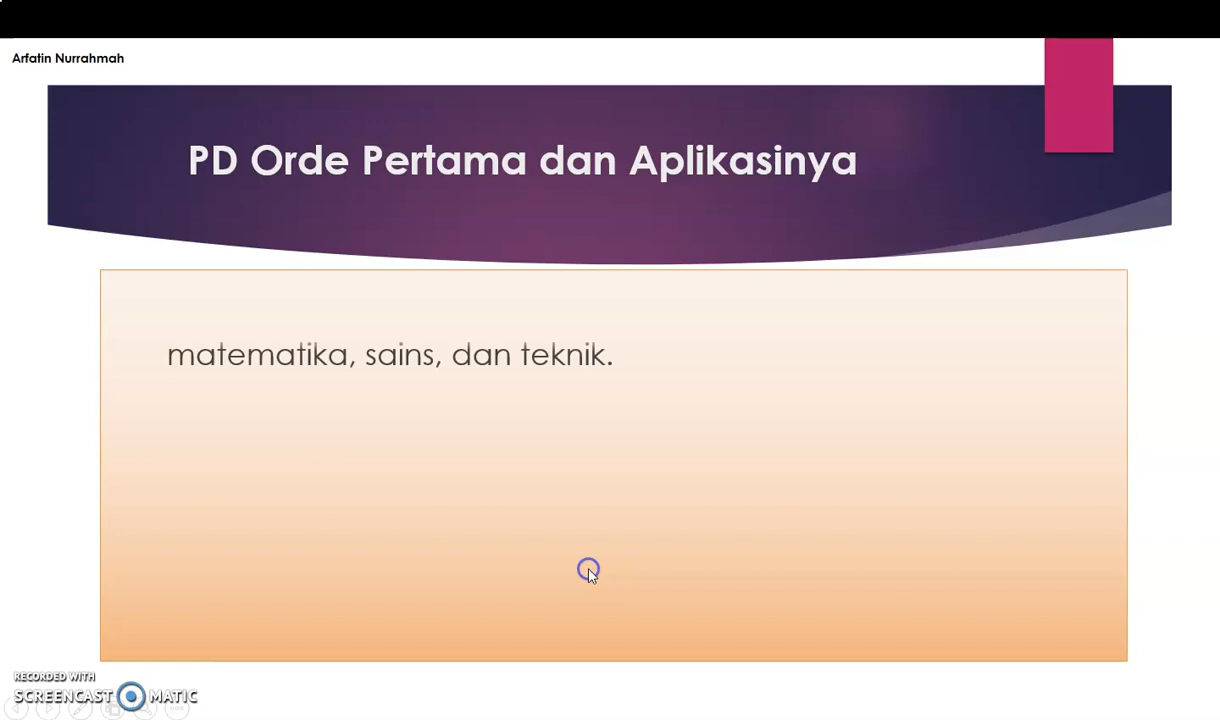 Arfatin Nurrahmah
PD Orde Pertama dan Aplikasinya
matematika, sains, dan teknik.
RECORDED WITH
SCREENCAST MATIC